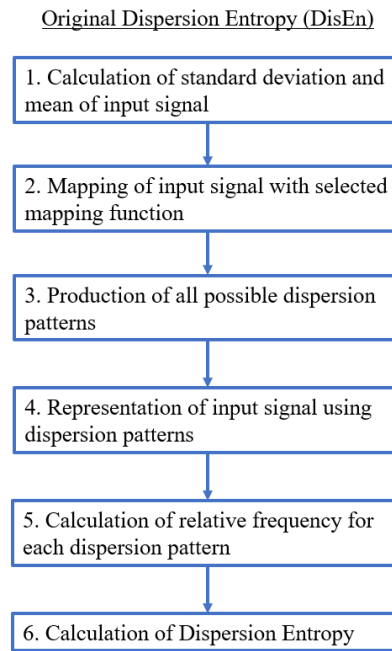 Original Dispersion Entropy (DisEn)
1. Calculation of standard deviation and
mean of input signal
2. Mapping of input signal with selected
mapping function
3. Production of all possible dispersion
patterns
4. Representation of input signal using
dispersion patterns
5. Calculation of relative frequency for
each dispersion pattern
6. Calculation of Dispersion Entropy